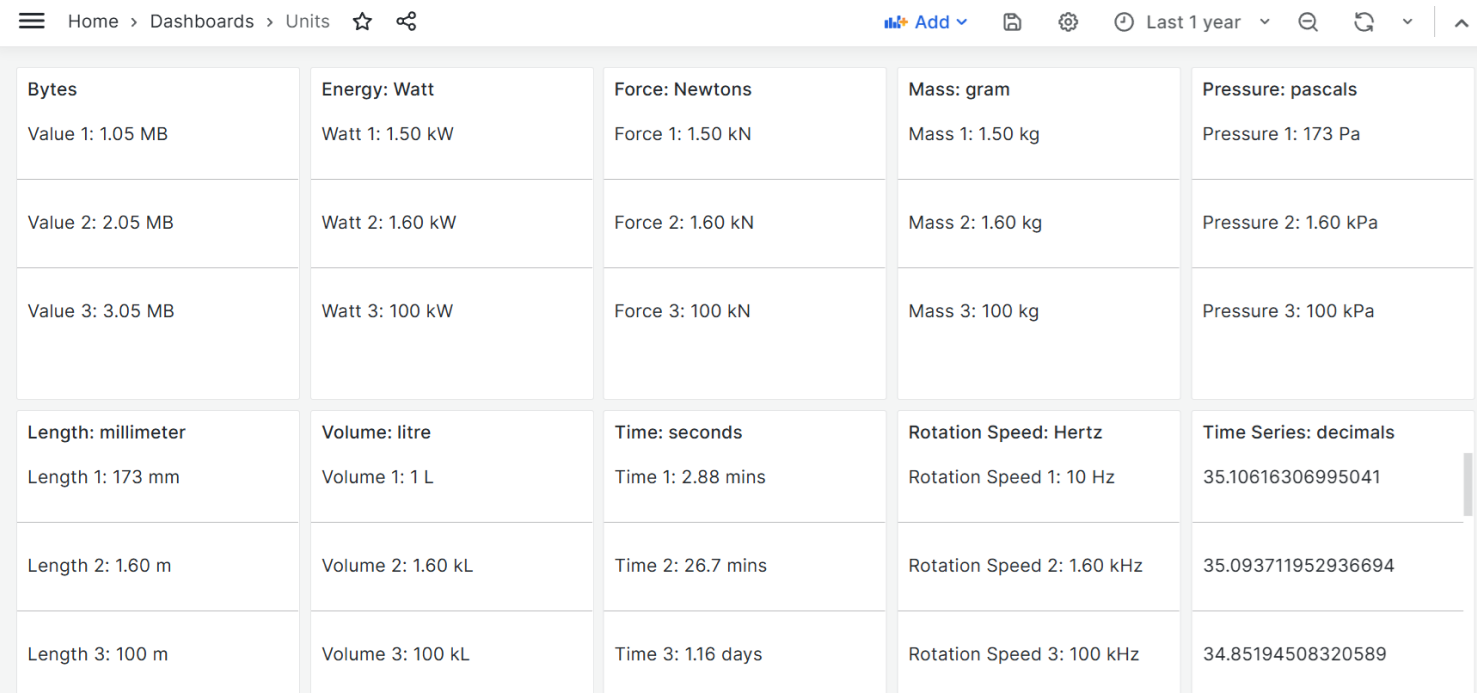 Home › Dashboards › Units
Add
Last 1 year
Bytes
Value 1: 1.05 MB
Value 2: 2.05 MB
Value 3: 3.05 MB
Energy: Watt
Watt 1: 1.50 kW
Watt 2: 1.60 kW
Watt 3: 100 kW
Force: Newtons
Force 1: 1.50 kN
Force 2: 1.60 kN
Force 3: 100 kN
Mass: gram
Mass 1: 1.50 kg
Mass 2: 1.60 kg
Mass 3: 100 kg
Pressure: pascals
Pressure 1: 173 Pa
Pressure 2: 1.60 kPa
Pressure 3: 100 kPa
Length: millimeter
Length 1: 173 mm
Length 2: 1.60 m
Length 3: 100 m
Volume: litre
Volume 1: 1 L
Volume 2: 1.60 kL
Volume 3: 100 kL
Time: seconds
Time 1: 2.88 mins
Time 2: 26.7 mins
Time 3: 1.16 days
Rotation Speed: Hertz
Rotation Speed 1: 10 Hz
Rotation Speed 2: 1.60 kHz
Rotation Speed 3: 100 kHz
Time Series: decimals
35.10616306995041
35.093711952936694
34.85194508320589